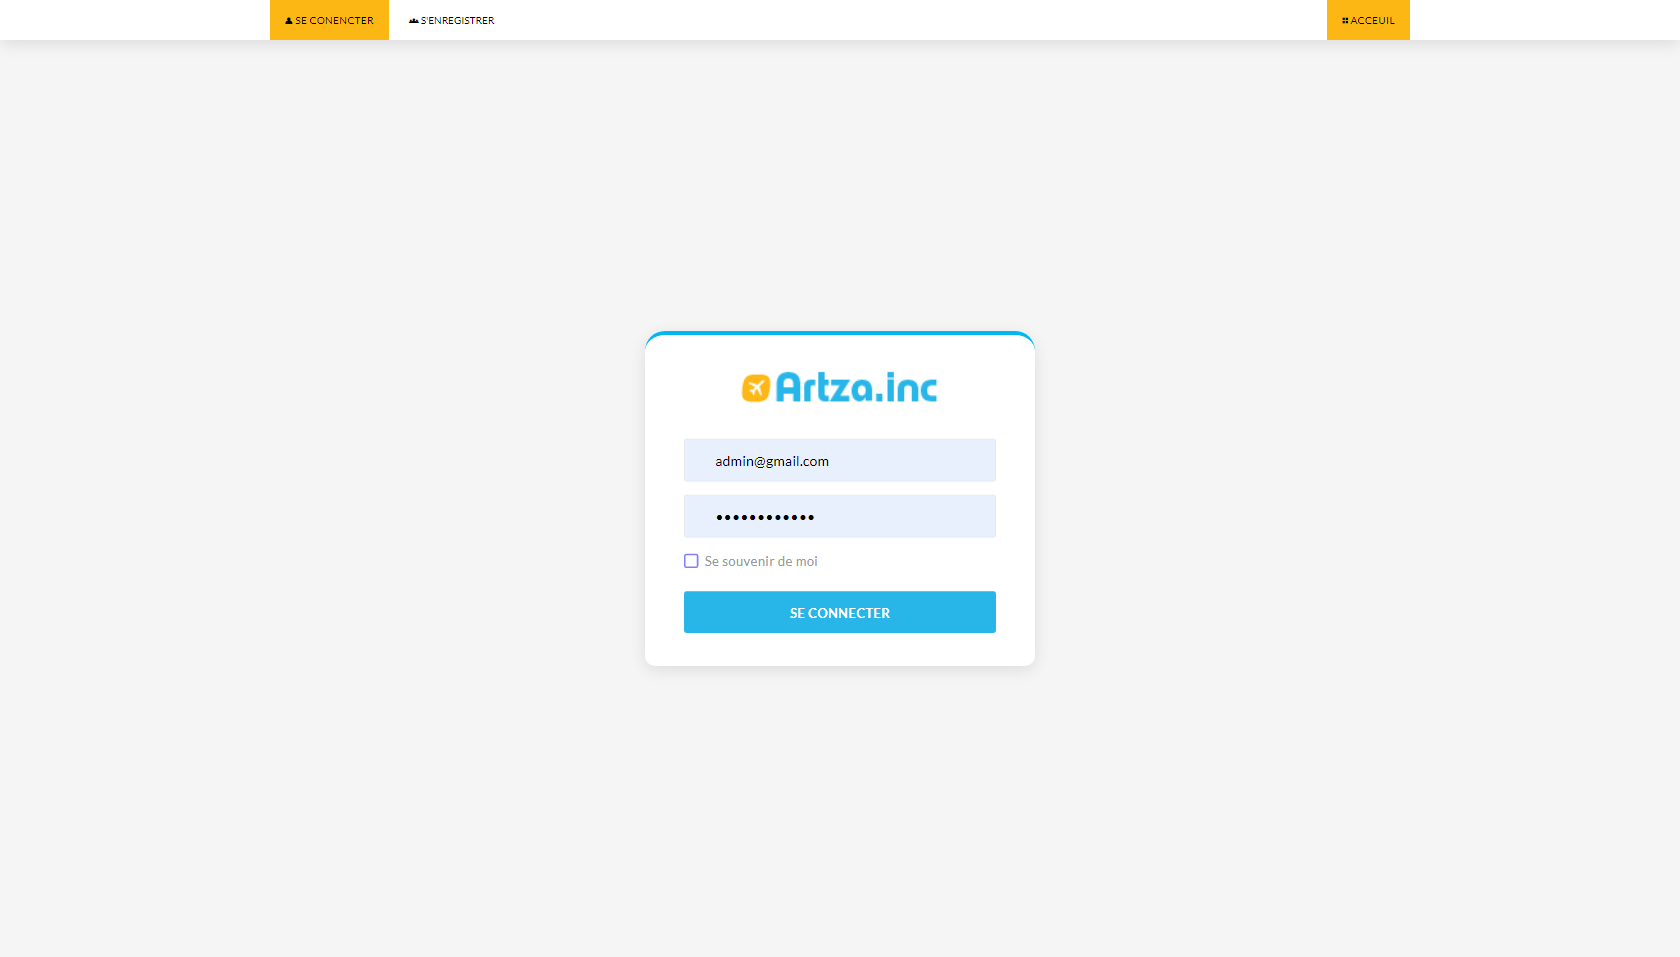 SE CONENCTER
S'ENREGISTRER
ACCEUIL
Artza.inc
admin@gmail.com
••••••••••••
Se souvenir de moi
SE CONNECTER